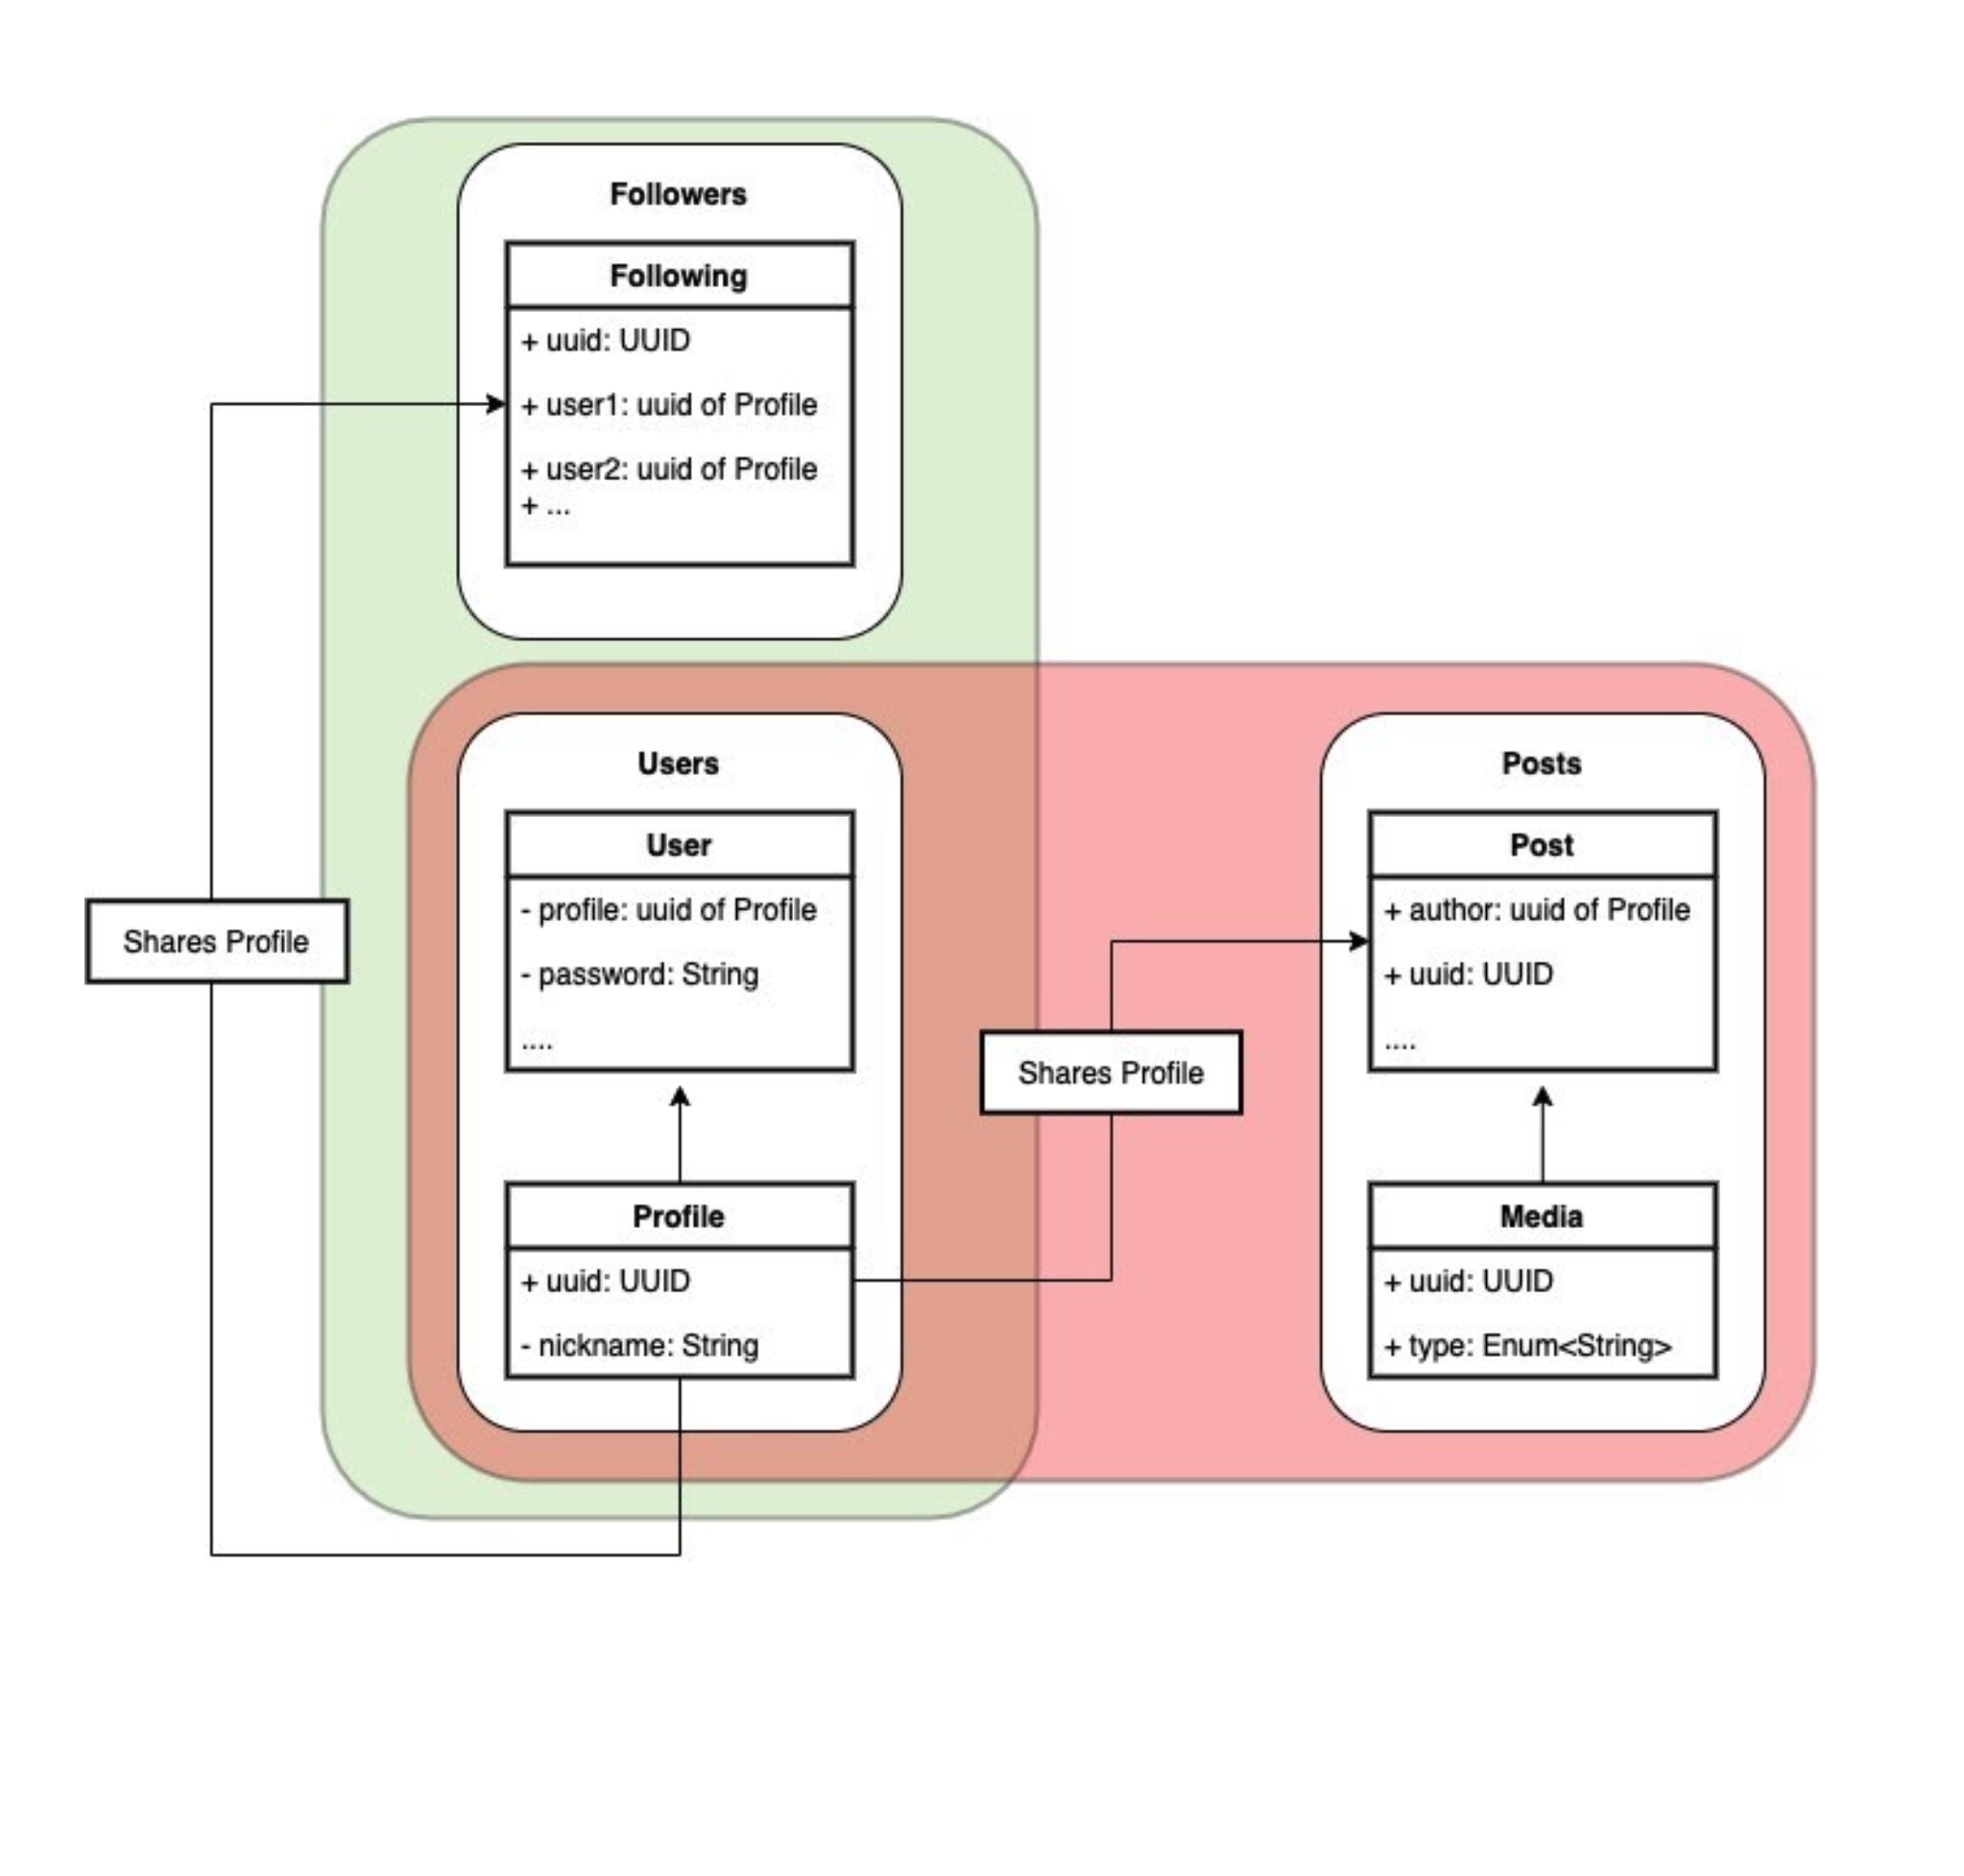 Followers
Following
+ uuid: UUID
+ user1: uuid of Profile
+ user2: uuid of Profile
+ ...
Shares Profile
Users
User
- profile: uuid of Profile
- password: String
....
Profile
+ uuid: UUID
- nickname: String
Shares Profile
Posts
Post
+ author: uuid of Profile
+ uuid: UUID
....
Media
+ uuid: UUID
+ type: Enum<String>